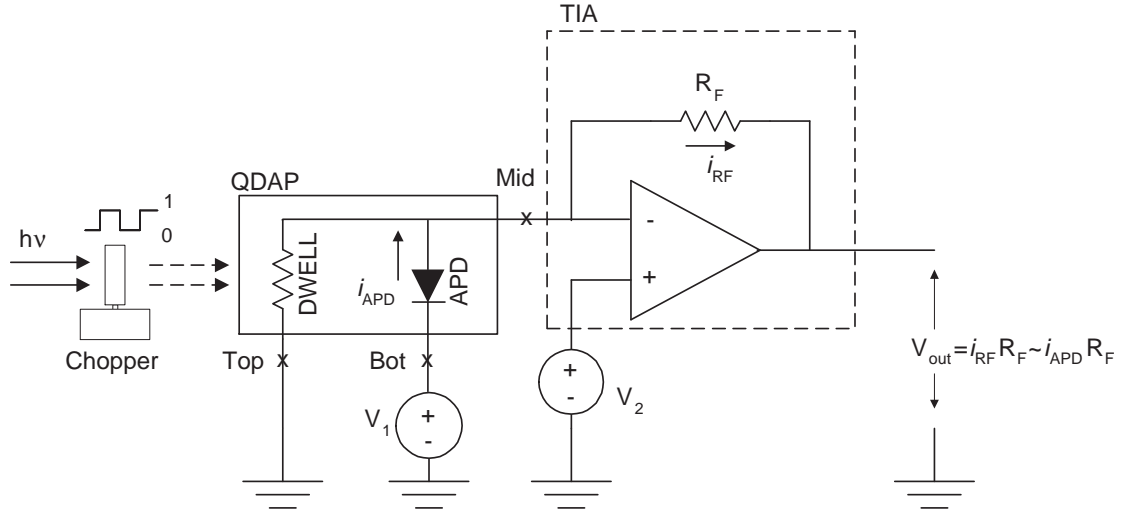 TIA
R_F
i_RF
QDAP
Mid
1
0
hν
DWELL
i_APD
APD
-
+
Chopper
Top x
Bot x
x
V_1
+
-
+
-
V_2
V_out=i_RF R_F~i_APD R_F